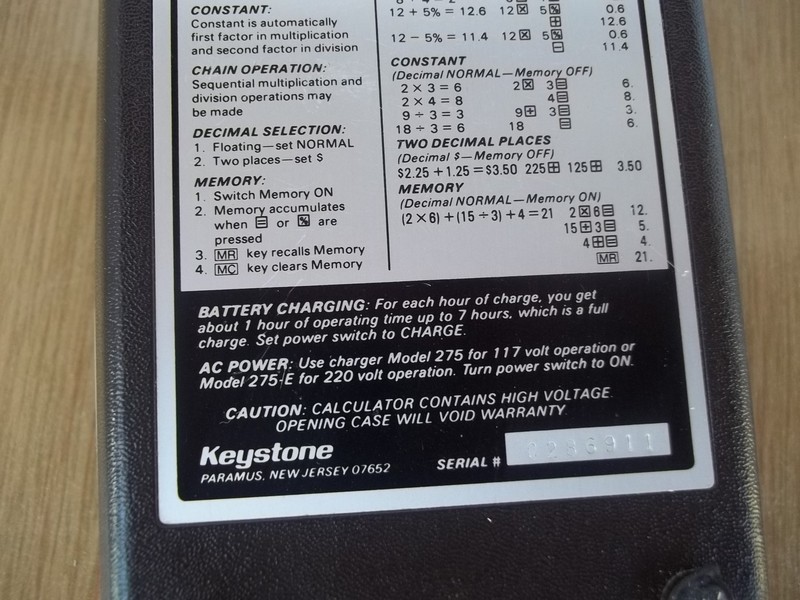 CONSTANT:
Constant is automatically
first factor in multiplication
and second factor in division
CHAIN OPERATION:
Sequential multiplication and
division operations may
be made
DECIMAL SELECTION:
1. Floating—set NORMAL
2. Two places—set $
MEMORY:
1. Switch Memory ON
2. Memory accumulates
when = or % are
pressed
3. MR key recalls Memory
4. MC key clears Memory
12 + 5% = 12.6 12 × 5 % 0.6
+ 12.6
12 − 5% = 11.4 12 × 5 % 0.6
− 11.4
CONSTANT
(Decimal NORMAL—Memory OFF)
2 × 3 = 6 2 × 3 = 6.
2 × 4 = 8 4 = 8.
9 ÷ 3 = 3 9 ÷ 3 = 3.
18 ÷ 3 = 6 18 = 6.
TWO DECIMAL PLACES
(Decimal $—Memory OFF)
$2.25 + 1.25 = $3.50 225 + 125 + 3.50
MEMORY
(Decimal NORMAL—Memory ON)
(2 × 6) + (15 ÷ 3) + 4 = 21 2 × 6 = 12.
15 ÷ 3 = 5.
4 + = 4.
MR 21.
BATTERY CHARGING: For each hour of charge, you get
about 1 hour of operating time up to 7 hours, which is a full
charge. Set power switch to CHARGE.
AC POWER: Use charger Model 275 for 117 volt operation or
Model 275-E for 220 volt operation. Turn power switch to ON.
CAUTION: CALCULATOR CONTAINS HIGH VOLTAGE.
OPENING CASE WILL VOID WARRANTY.
Keystone
PARAMUS, NEW JERSEY 07652
SERIAL #